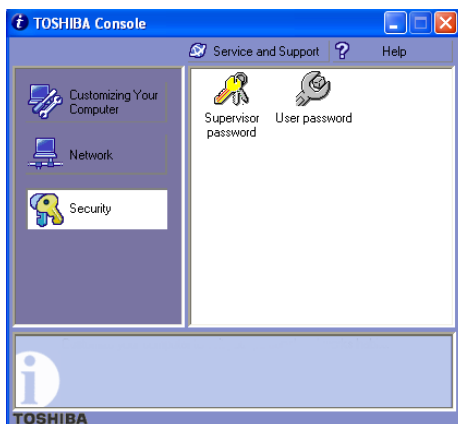 TOSHIBA Console
Service and Support ? Help
Customizing Your
Computer
Network
Security
Supervisor
password
User password
i
TOSHIBA